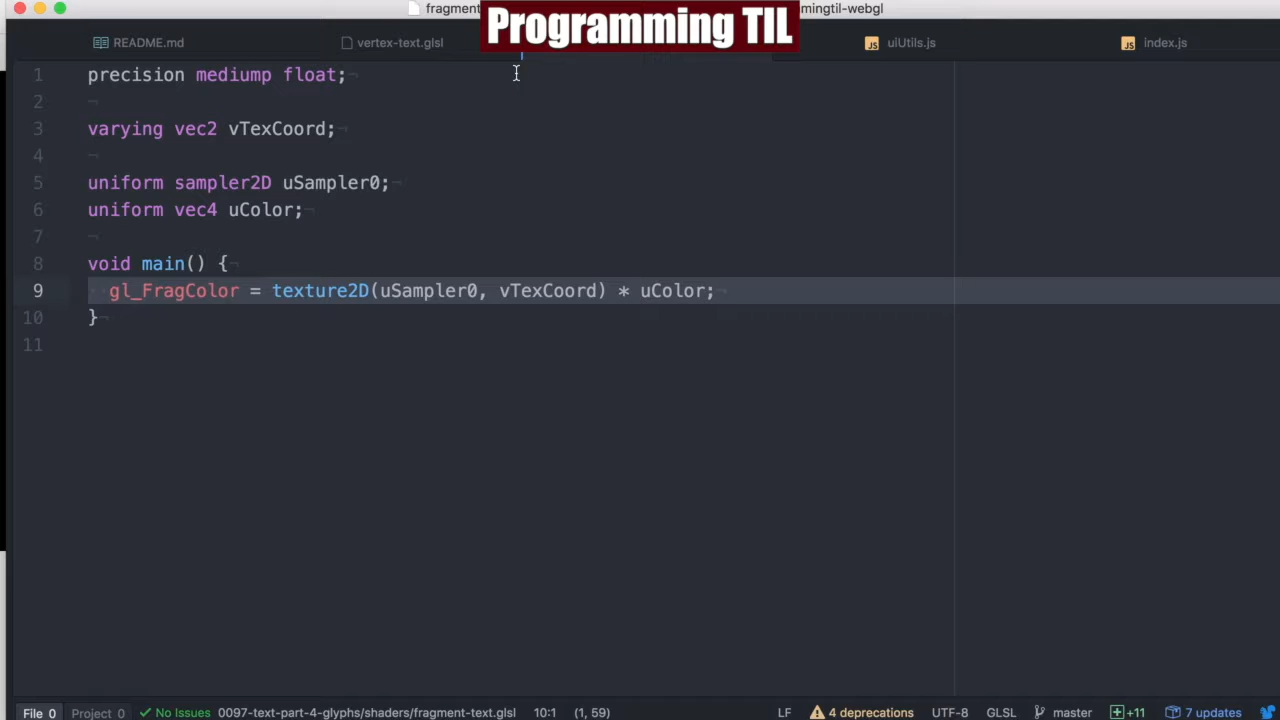 fragment
mingtil-webgl
Programming TIL
README.md
vertex-text.glsl
uiUtils.js
index.js
1 precision mediump float;
2
3 varying vec2 vTexCoord;
4
5 uniform sampler2D uSampler0;
6 uniform vec4 uColor;
7
8 void main() {
9 gl_FragColor = texture2D(uSampler0, vTexCoord) * uColor;
10 }
11
File 0 Project 0 No Issues 0097-text-part-4-glyphs/shaders/fragment-text.glsl 10:1 (1, 59) LF 4 deprecations UTF-8 GLSL master +11 7 updates